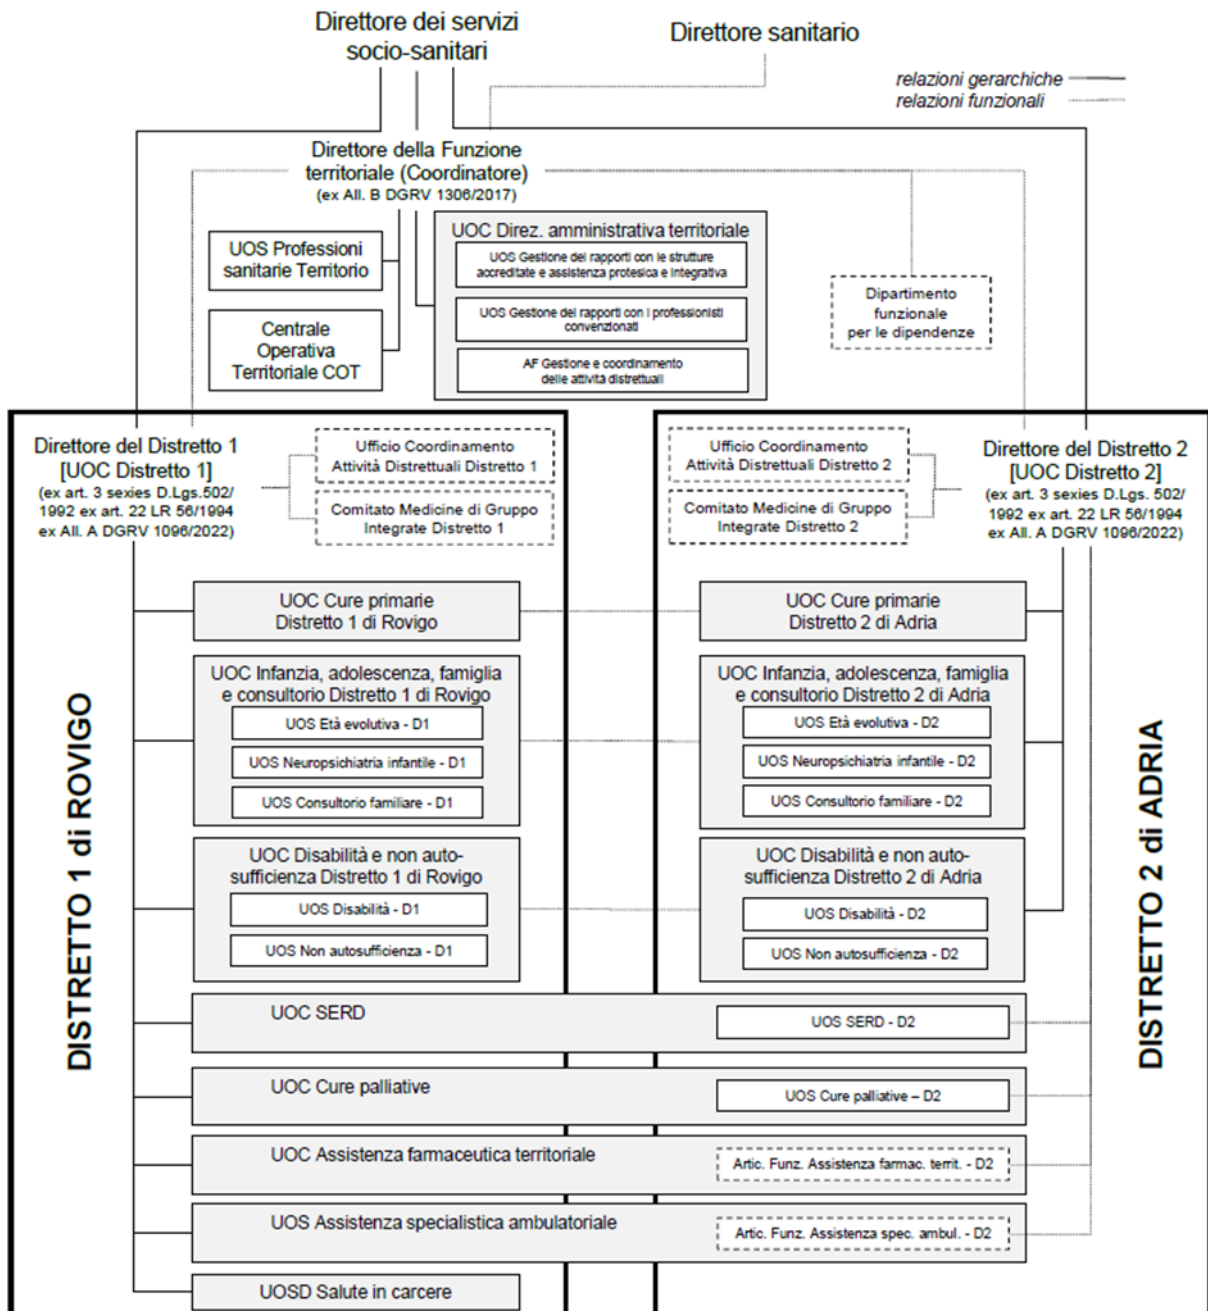 Direttore dei servizi
socio-sanitari
Direttore sanitario
relazioni gerarchiche
relazioni funzionali
Direttore della Funzione
territoriale (Coordinatore)
(ex All. B DGRV 1306/2017)
UOS Professioni
sanitarie Territorio
Centrale
Operativa
Territoriale COT
UOC Direz. amministrativa territoriale
UOS Gestione dei rapporti con le strutture
accreditate e assistenza protesica e integrativa
UOS Gestione dei rapporti con i professionisti
convenzionati
AF Gestione e coordinamento
delle attività distrettuali
Dipartimento
funzionale
per le dipendenze
Direttore del Distretto 1
[UOC Distretto 1]
(ex art. 3 sexies D.Lgs.502/
1992 ex art. 22 LR 56/1994
ex All. A DGRV 1096/2022)
Ufficio Coordinamento
Attività Distrettuali Distretto 1
Comitato Medicine di Gruppo
Integrate Distretto 1
Ufficio Coordinamento
Attività Distrettuali Distretto 2
Comitato Medicine di Gruppo
Integrate Distretto 2
Direttore del Distretto 2
[UOC Distretto 2]
(ex art. 3 sexies D.Lgs. 502/
1992 ex art. 22 LR 56/1994
ex All. A DGRV 1096/2022)
DISTRETTO 1 di ROVIGO
UOC Cure primarie
Distretto 1 di Rovigo
UOC Infanzia, adolescenza, famiglia
e consultorio Distretto 1 di Rovigo
UOS Età evolutiva - D1
UOS Neuropsichiatria infantile - D1
UOS Consultorio familiare - D1
UOC Disabilità e non auto-
sufficienza Distretto 1 di Rovigo
UOS Disabilità - D1
UOS Non autosufficienza - D1
UOC Cure primarie
Distretto 2 di Adria
UOC Infanzia, adolescenza, famiglia
e consultorio Distretto 2 di Adria
UOS Età evolutiva - D2
UOS Neuropsichiatria infantile - D2
UOS Consultorio familiare - D2
UOC Disabilità e non auto-
sufficienza Distretto 2 di Adria
UOS Disabilità - D2
UOS Non autosufficienza - D2
DISTRETTO 2 di ADRIA
UOC SERD
UOS SERD - D2
UOC Cure palliative
UOS Cure palliative – D2
UOC Assistenza farmaceutica territoriale
Artic. Funz. Assistenza farmac. territ. - D2
UOS Assistenza specialistica ambulatoriale
Artic. Funz. Assistenza spec. ambul. - D2
UOSD Salute in carcere